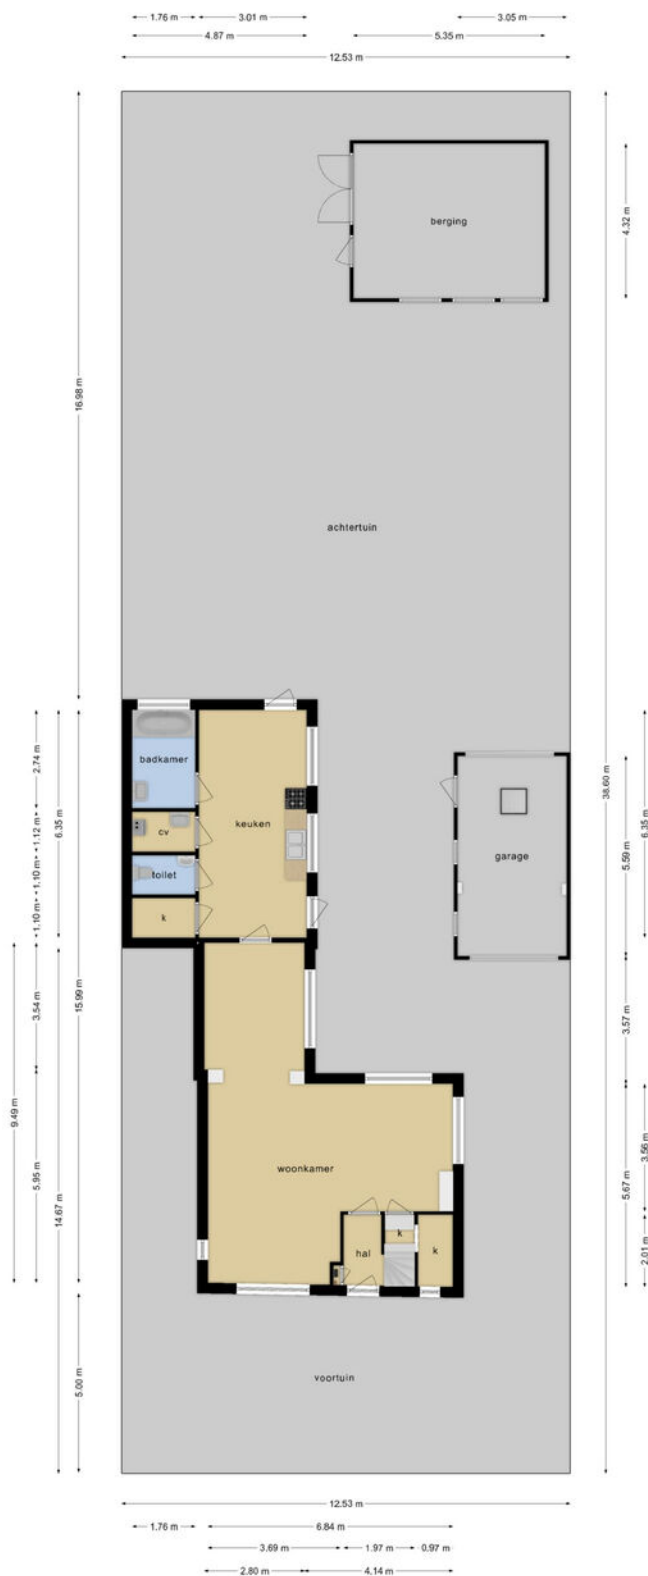 1.76 m
3.01 m
3.05 m
4.87 m
5.35 m
12.53 m
berging
4.32 m
16.98 m
achtertuin
38.60 m
badkamer
2.74 m
cv
1.12 m
keuken
6.35 m
toilet
1.10 m
k
1.10 m
garage
5.59 m
6.35 m
3.54 m
15.99 m
3.57 m
9.49 m
5.95 m
14.67 m
woonkamer
hal
k
k
3.56 m
5.67 m
2.01 m
5.00 m
voortuin
12.53 m
1.76 m
6.84 m
3.69 m
1.97 m
0.97 m
2.80 m
4.14 m